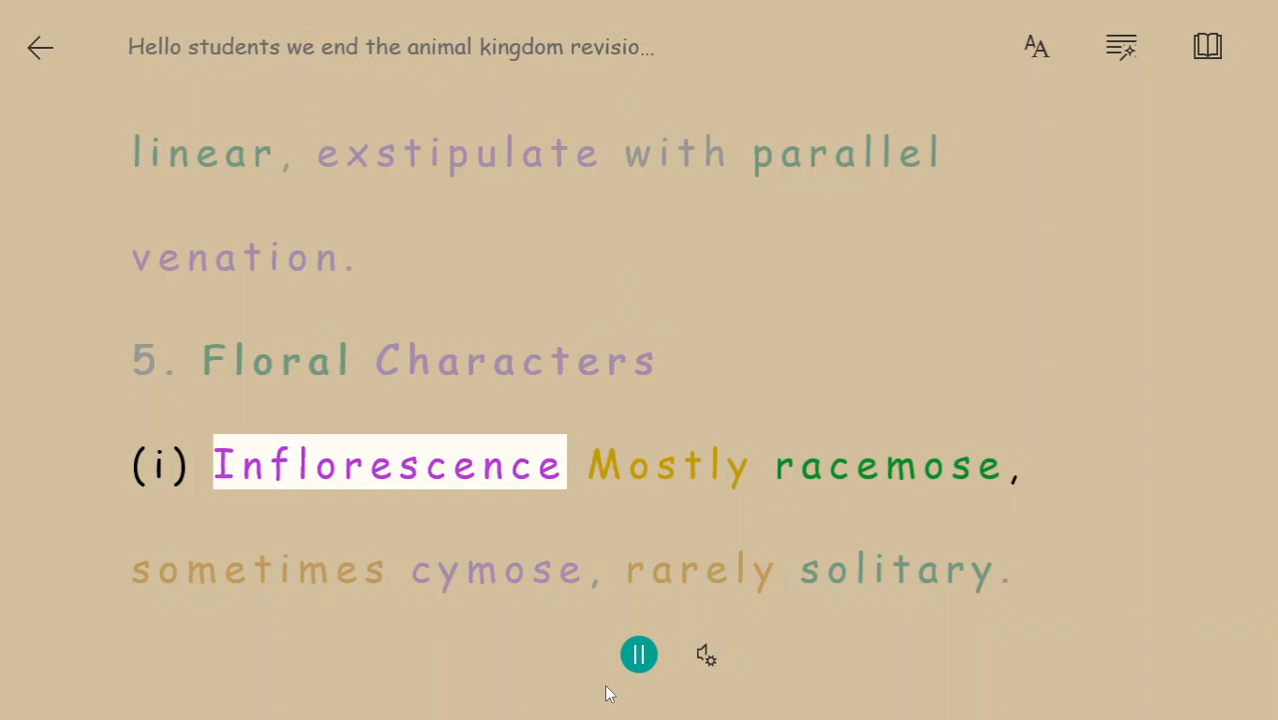 Hello students we end the animal kingdom revisio...
linear, exstipulate with parallel
venation.
5. Floral Characters
(i) Inflorescence Mostly racemose,
sometimes cymose, rarely solitary.